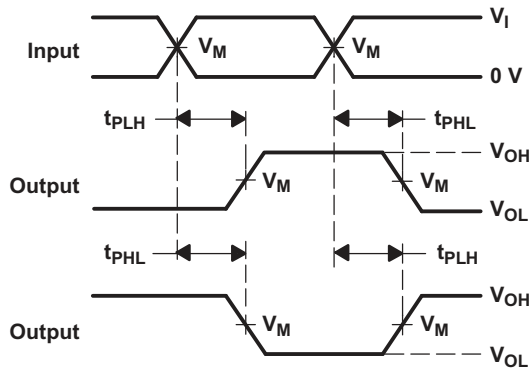 V_I
Input V_M V_M
0 V
t_PLH t_PHL
V_OH
Output V_M V_M
V_OL
t_PHL t_PLH
V_OH
Output V_M V_M
V_OL